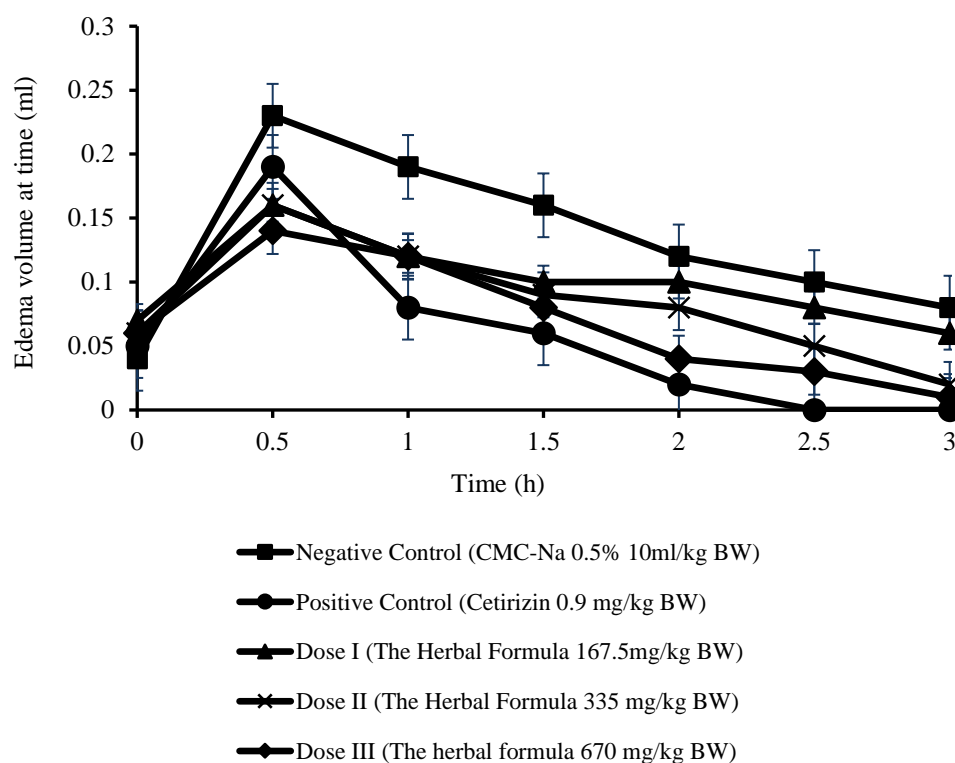 0.3
0.25
0.2
0.15
0.1
0.05
0
Edema volume at time (ml)
0 0.5 1 1.5 2 2.5 3
Time (h)
Negative Control (CMC-Na 0.5% 10ml/kg BW)
Positive Control (Cetirizin 0.9 mg/kg BW)
Dose I (The Herbal Formula 167.5mg/kg BW)
Dose II (The Herbal Formula 335 mg/kg BW)
Dose III (The herbal formula 670 mg/kg BW)